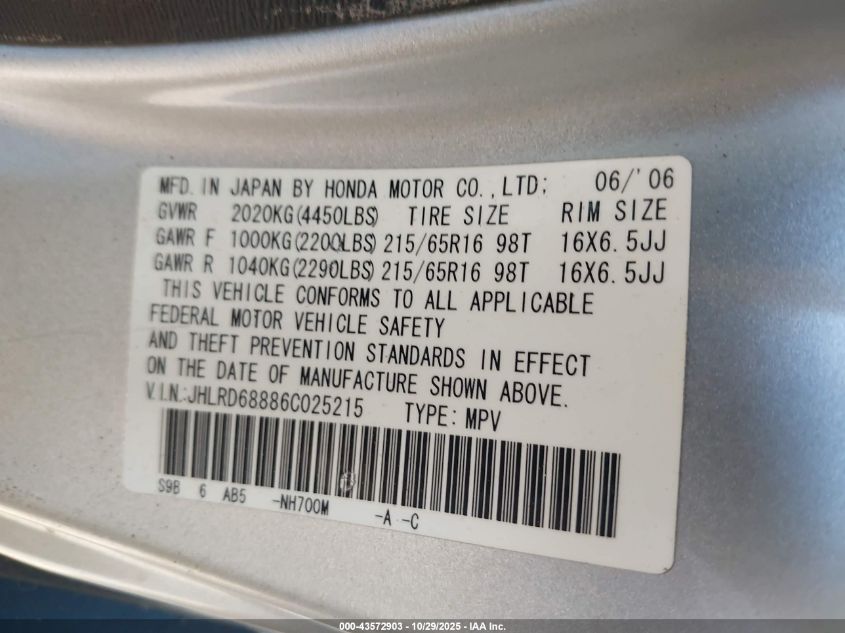 MFD. IN JAPAN BY HONDA MOTOR CO., LTD: 06/'06
GVWR 2020KG(4450LBS) TIRE SIZE RIM SIZE
GAWR F 1000KG(2200LBS) 215/65R16 98T 16X6.5JJ
GAWR R 1040KG(2290LBS) 215/65R16 98T 16X6.5JJ
THIS VEHICLE CONFORMS TO ALL APPLICABLE
FEDERAL MOTOR VEHICLE SAFETY
AND THEFT PREVENTION STANDARDS IN EFFECT
ON THE DATE OF MANUFACTURE SHOWN ABOVE.
V.I.N.:JHLRD68886C025215 TYPE: MPV
S9B 6 AB5 -NH700M -A -C
000-43572903 / 10/29/2025 - IAA Inc.